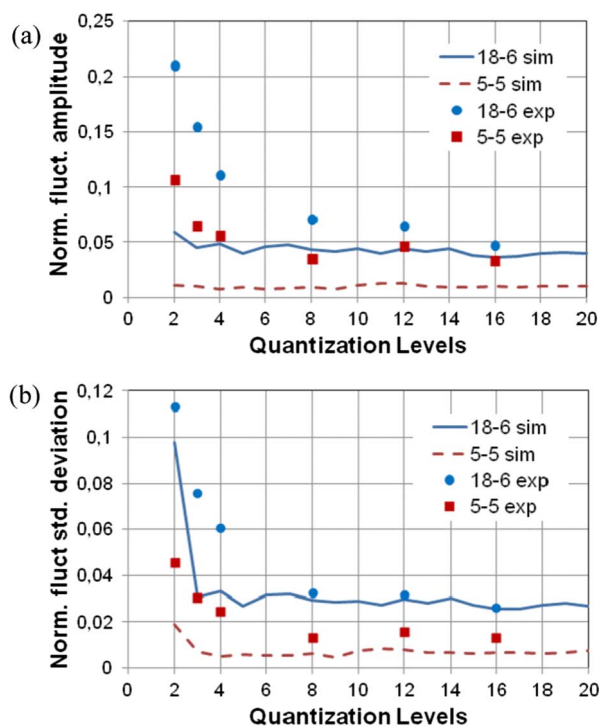 (a)
Norm. fluct. amplitude
0,25
0,2
0,15
0,1
0,05
0
18-6 sim
5-5 sim
18-6 exp
5-5 exp
0 2 4 6 8 10 12 14 16 18 20
Quantization Levels
(b)
Norm. fluct std. deviation
0,12
0,1
0,08
0,06
0,04
0,02
0
18-6 sim
5-5 sim
18-6 exp
5-5 exp
0 2 4 6 8 10 12 14 16 18 20
Quantization Levels